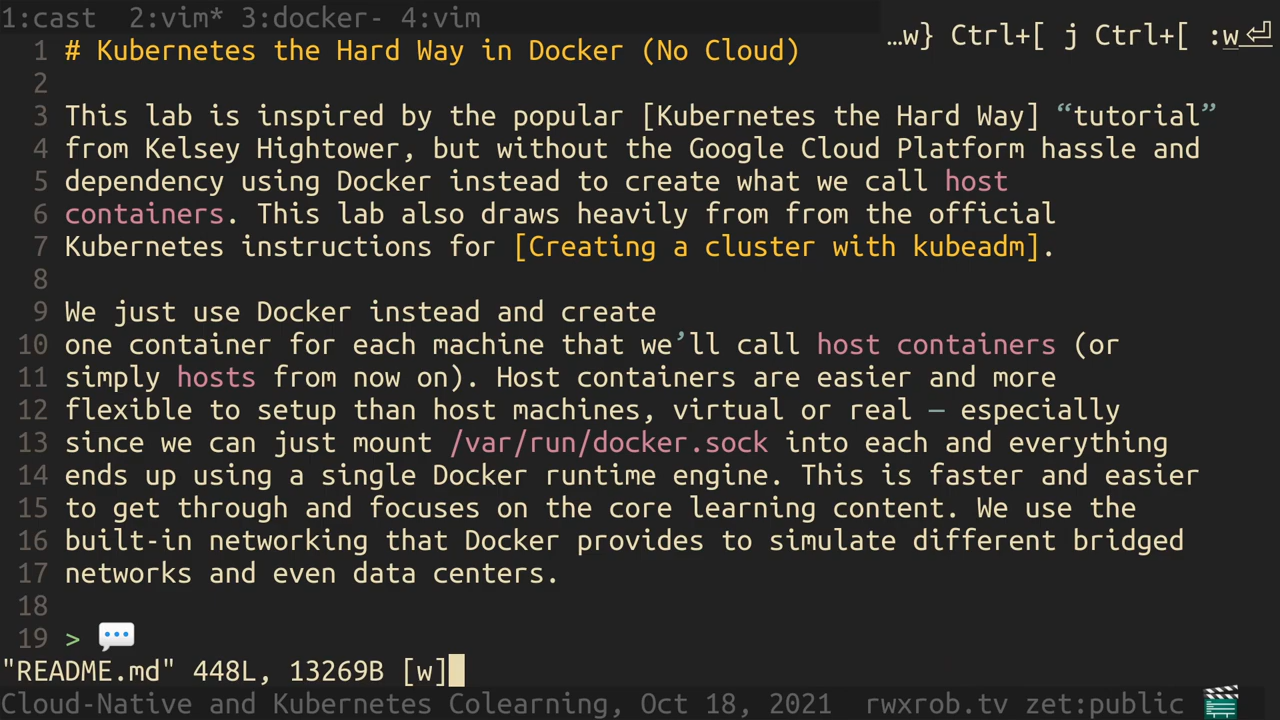 1:cast  2:vim* 3:docker- 4:vim
…w} Ctrl+[ j Ctrl+[ :w⏎
1 # Kubernetes the Hard Way in Docker (No Cloud)
2
3 This lab is inspired by the popular [Kubernetes the Hard Way] “tutorial”
4 from Kelsey Hightower, but without the Google Cloud Platform hassle and
5 dependency using Docker instead to create what we call host
6 containers. This lab also draws heavily from from the official
7 Kubernetes instructions for [Creating a cluster with kubeadm].
8
9 We just use Docker instead and create
10 one container for each machine that we’ll call host containers (or
11 simply hosts from now on). Host containers are easier and more
12 flexible to setup than host machines, virtual or real — especially
13 since we can just mount /var/run/docker.sock into each and everything
14 ends up using a single Docker runtime engine. This is faster and easier
15 to get through and focuses on the core learning content. We use the
16 built-in networking that Docker provides to simulate different bridged
17 networks and even data centers.
18
19 > 💬
"README.md" 448L, 13269B [w]
Cloud-Native and Kubernetes Colearning, Oct 18, 2021  rwxrob.tv zet:public 🎬